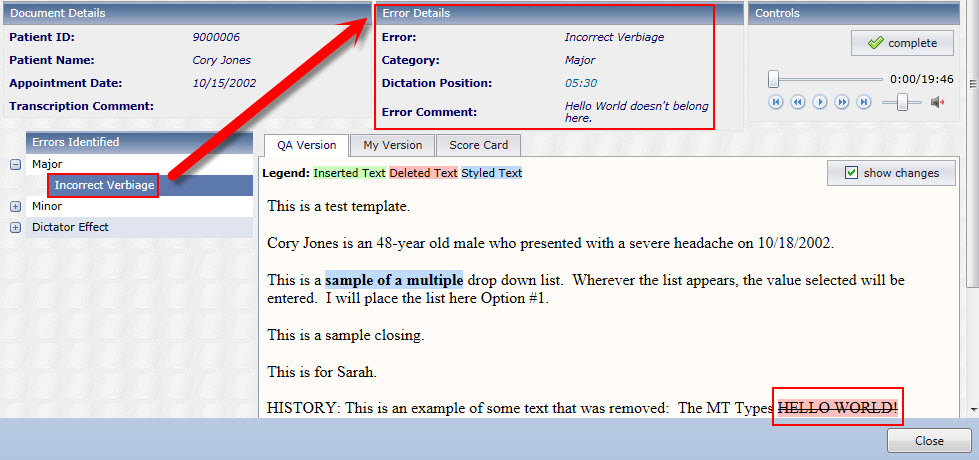 Document Details
Patient ID: 9000006
Patient Name: Cory Jones
Appointment Date: 10/15/2002
Transcription Comment:
Error Details
Error: Incorrect Verbiage
Category: Major
Dictation Position: 05:30
Error Comment: Hello World doesn't belong
here.
Controls
complete
0:00/19:46
Errors Identified
Major
Incorrect Verbiage
Minor
Dictator Effect
QA Version My Version Score Card
Legend: Inserted Text Deleted Text Styled Text
show changes
This is a test template.
Cory Jones is an 48-year old male who presented with a severe headache on 10/18/2002.
This is a sample of a multiple drop down list.  Wherever the list appears, the value selected will be
entered.  I will place the list here Option #1.
This is a sample closing.
This is for Sarah.
HISTORY: This is an example of some text that was removed:  The MT Types HELLO WORLD!
Close